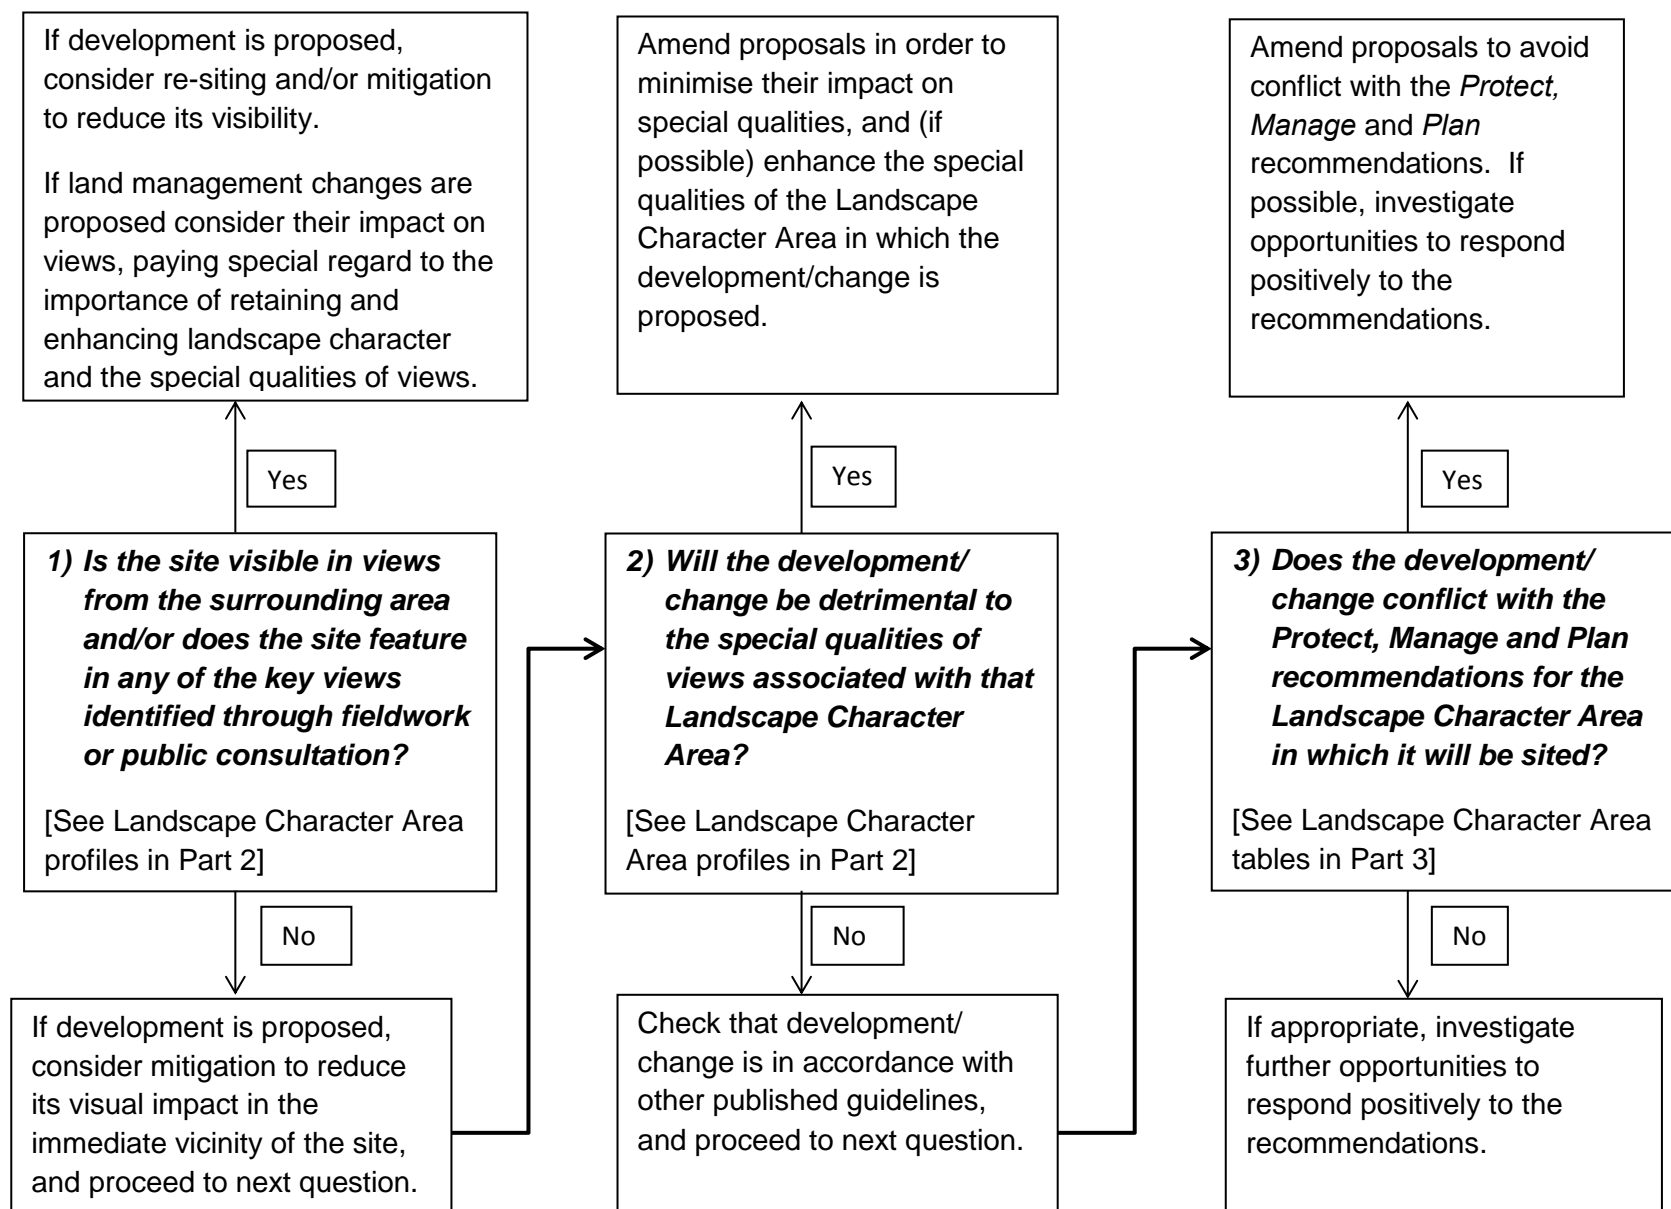 If development is proposed,
consider re-siting and/or mitigation
to reduce its visibility.
If land management changes are
proposed consider their impact on
views, paying special regard to the
importance of retaining and
enhancing landscape character
and the special qualities of views.
Amend proposals in order to
minimise their impact on
special qualities, and (if
possible) enhance the special
qualities of the Landscape
Character Area in which the
development/change is
proposed.
Amend proposals to avoid
conflict with the Protect,
Manage and Plan
recommendations.  If
possible, investigate
opportunities to respond
positively to the
recommendations.
Yes
Yes
Yes
1) Is the site visible in views
from the surrounding area
and/or does the site feature
in any of the key views
identified through fieldwork
or public consultation?
[See Landscape Character Area
profiles in Part 2]
2) Will the development/
change be detrimental to
the special qualities of
views associated with that
Landscape Character
Area?
[See Landscape Character
Area profiles in Part 2]
3) Does the development/
change conflict with the
Protect, Manage and Plan
recommendations for the
Landscape Character Area
in which it will be sited?
[See Landscape Character Area
tables in Part 3]
No
No
No
If development is proposed,
consider mitigation to reduce
its visual impact in the
immediate vicinity of the site,
and proceed to next question.
Check that development/
change is in accordance with
other published guidelines,
and proceed to next question.
If appropriate, investigate
further opportunities to
respond positively to the
recommendations.